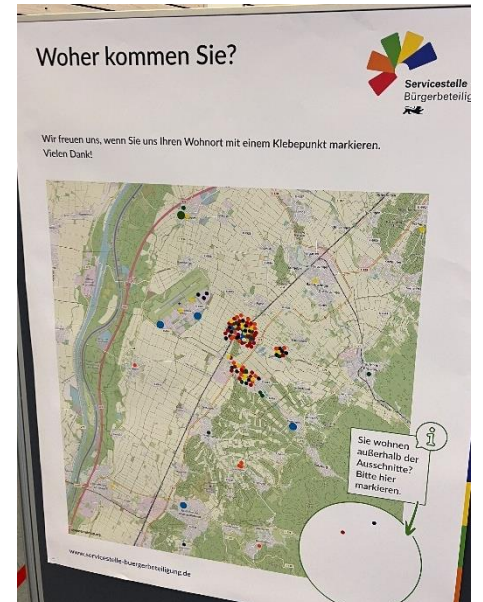 Woher kommen Sie?
Servicestelle
Bürgerbeteilig
Wir freuen uns, wenn Sie uns Ihren Wohnort mit einem Klebepunkt markieren.
Vielen Dank!
Sie wohnen
außerhalb der
Ausschnitte?
Bitte hier
markieren.
www.servicestelle-buergerbeteiligung.de